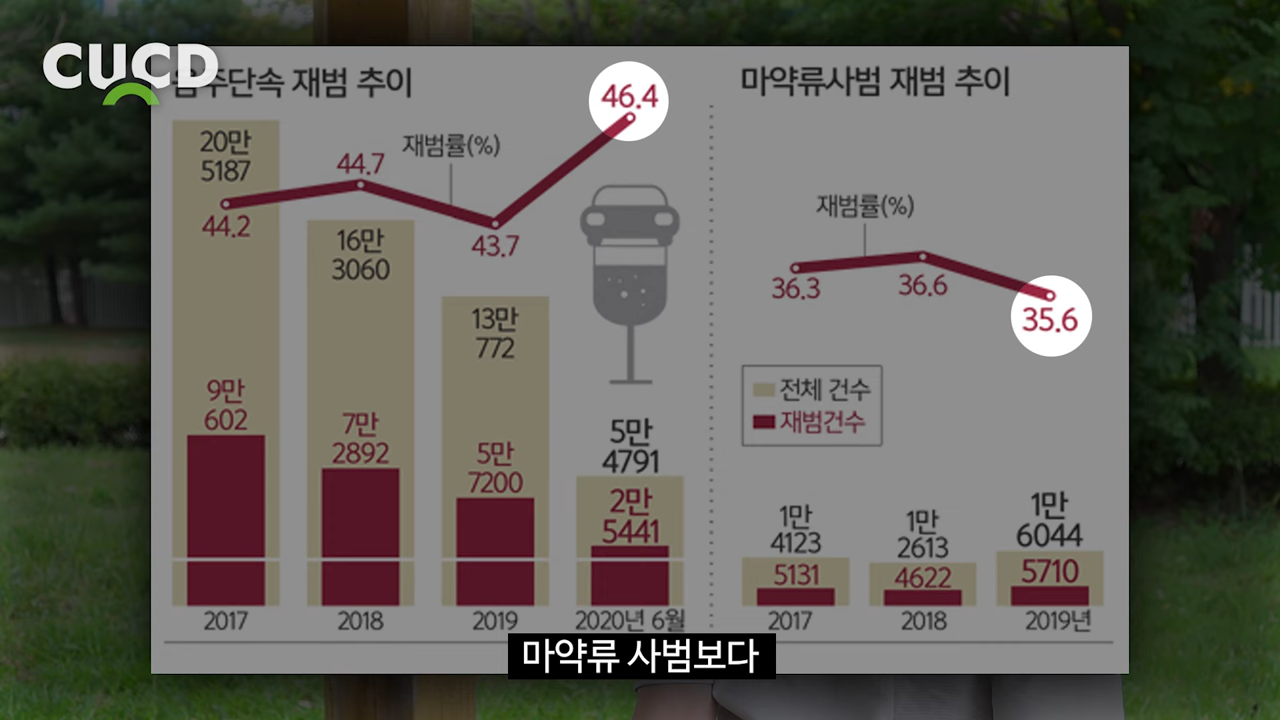 CUCD
음주단속 재범 추이
재범률(%)
44.2
44.7
43.7
46.4
20만
5187
16만
3060
13만
772
5만
4791
9만
602
7만
2892
5만
7200
2만
5441
2017
2018
2019
2020년 6월
마약류사범 재범 추이
재범률(%)
36.3
36.6
35.6
전체 건수
재범건수
1만
4123
1만
2613
1만
6044
5131
4622
5710
2017
2018
2019년
마약류 사범보다